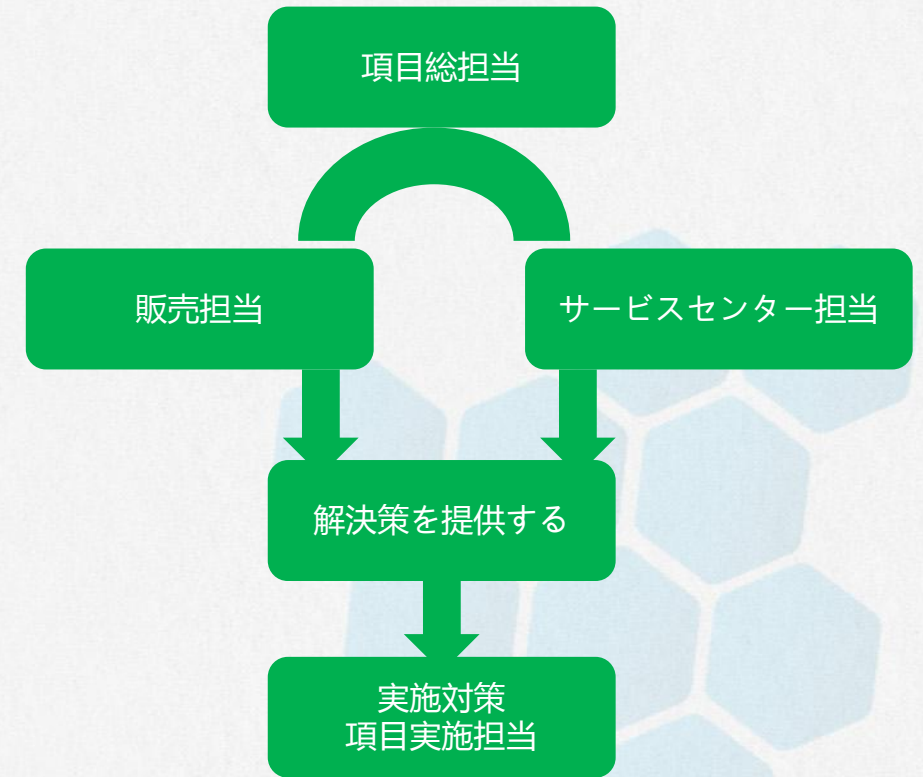 項目総担当
販売担当
サービスセンター担当
解決策を提供する
実施対策
項目実施担当